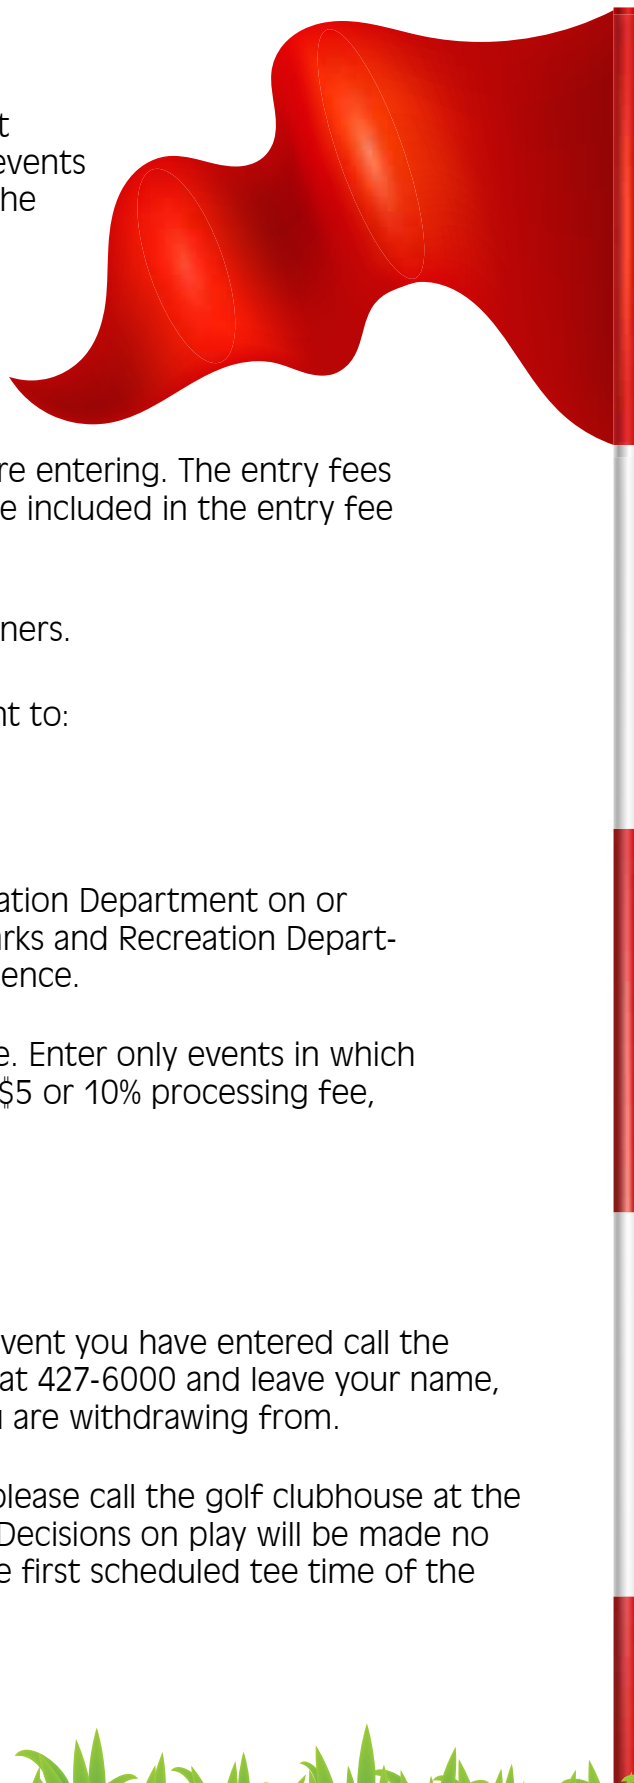 t
events
he
re entering. The entry fees
e included in the entry fee
ners.
nt to:
ation Department on or
arks and Recreation Depart-
ence.
e. Enter only events in which
$5 or 10% processing fee,
vent you have entered call the
at 427-6000 and leave your name,
u are withdrawing from.
please call the golf clubhouse at the
Decisions on play will be made no
e first scheduled tee time of the